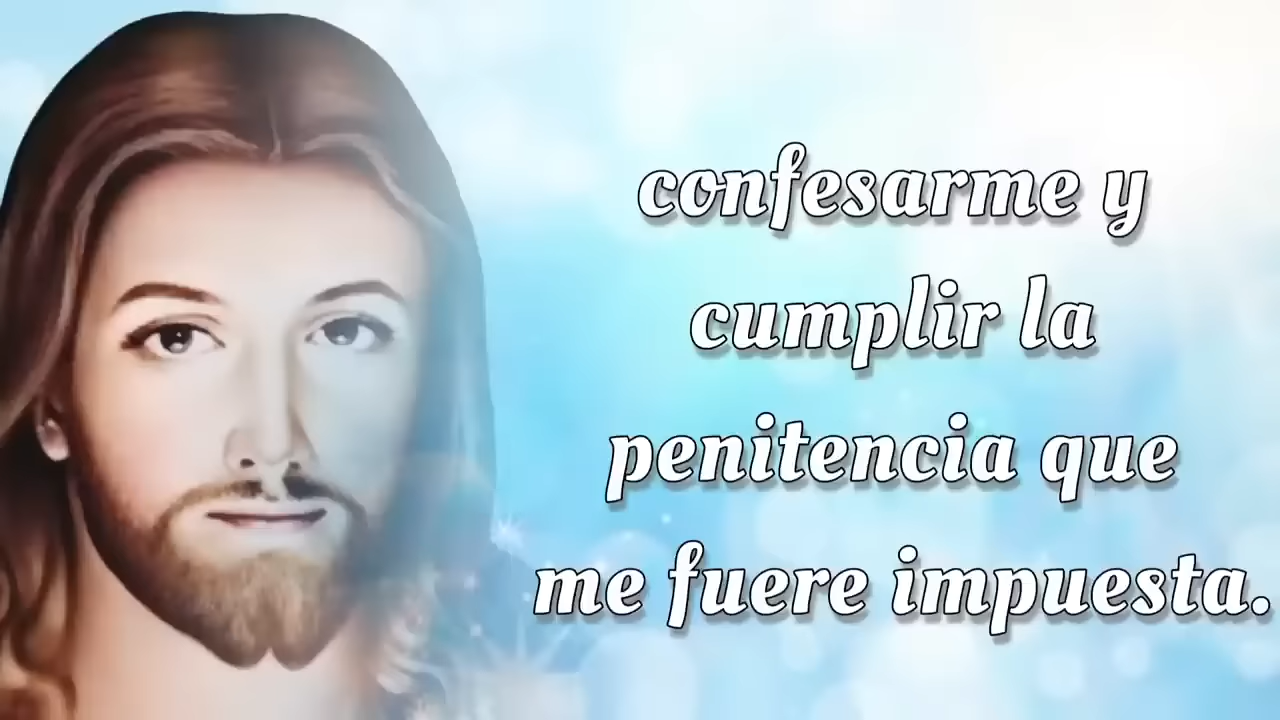 confesarme y
cumplir la
penitencia que
me fuere impuesta.